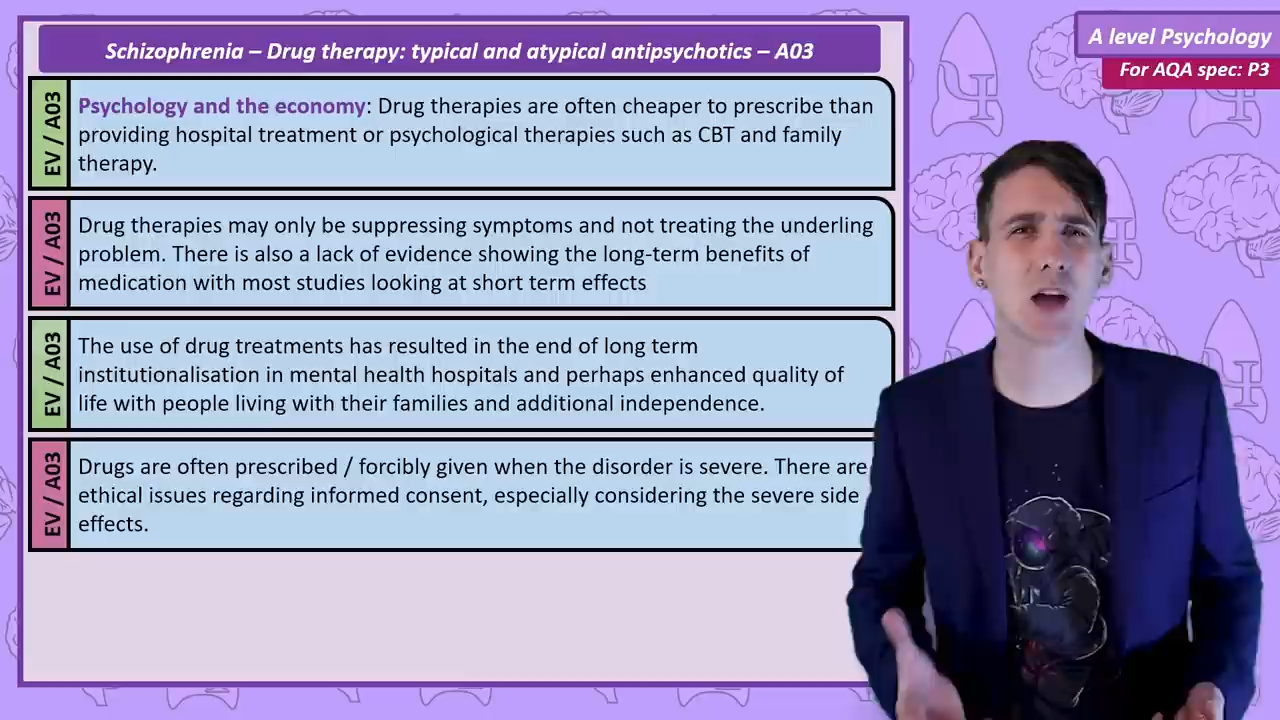 Schizophrenia – Drug therapy: typical and atypical antipsychotics – A03
A level Psychology
For AQA spec: P3
EV / A03
Psychology and the economy: Drug therapies are often cheaper to prescribe than
providing hospital treatment or psychological therapies such as CBT and family
therapy.
EV / A03
Drug therapies may only be suppressing symptoms and not treating the underling
problem. There is also a lack of evidence showing the long-term benefits of
medication with most studies looking at short term effects
EV / A03
The use of drug treatments has resulted in the end of long term
institutionalisation in mental health hospitals and perhaps enhanced quality of
life with people living with their families and additional independence.
EV / A03
Drugs are often prescribed / forcibly given when the disorder is severe. There are
ethical issues regarding informed consent, especially considering the severe side
effects.